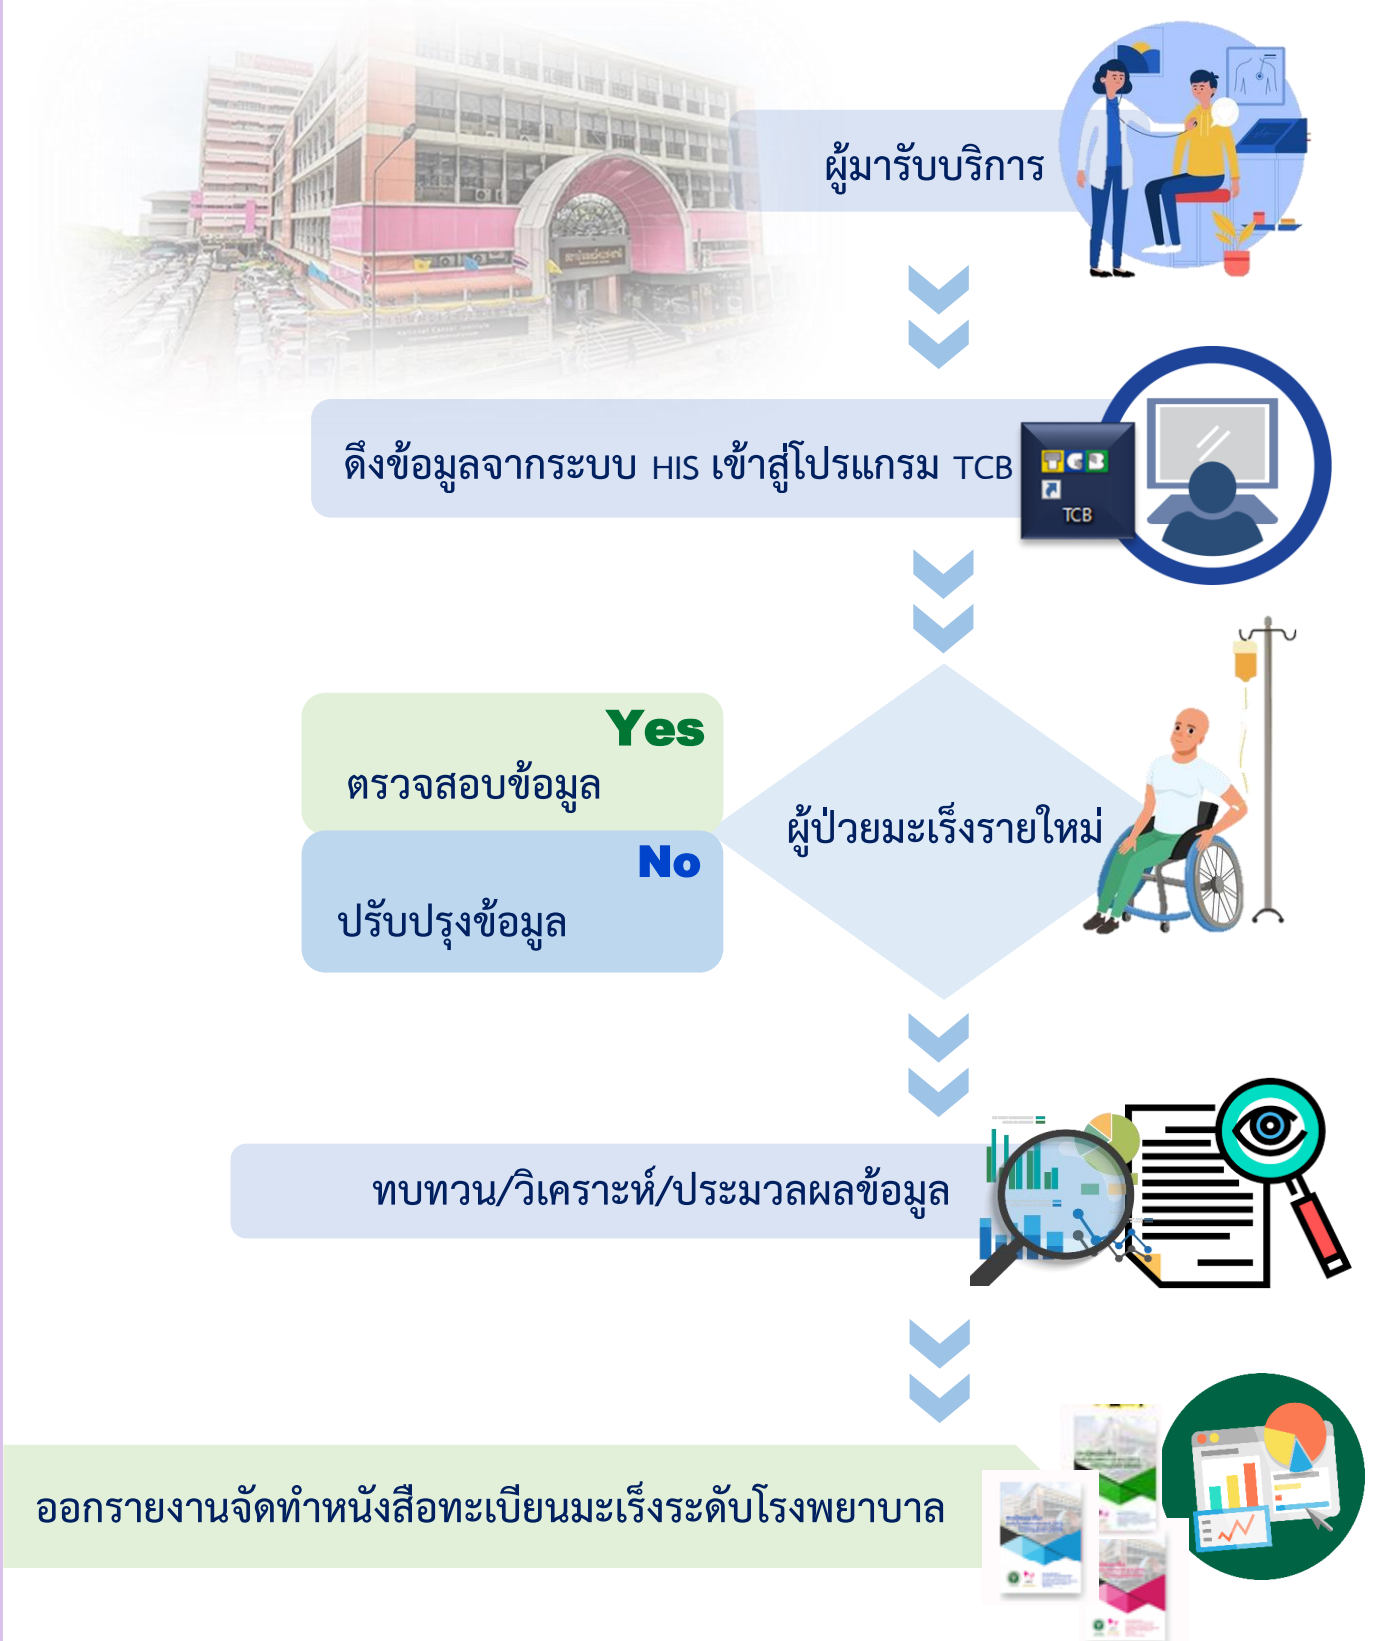 ผู้มารับบริการ
National Cancer Institute
ดึงข้อมูลจากระบบ HIS เข้าสู่โปรแกรม TCB
TCB
TCB
Yes
ตรวจสอบข้อมูล
ผู้ป่วยมะเร็งรายใหม่
No
ปรับปรุงข้อมูล
ทบทวน/วิเคราะห์/ประมวลผลข้อมูล
ออกรายงานจัดทำหนังสือทะเบียนมะเร็งระดับโรงพยาบาล